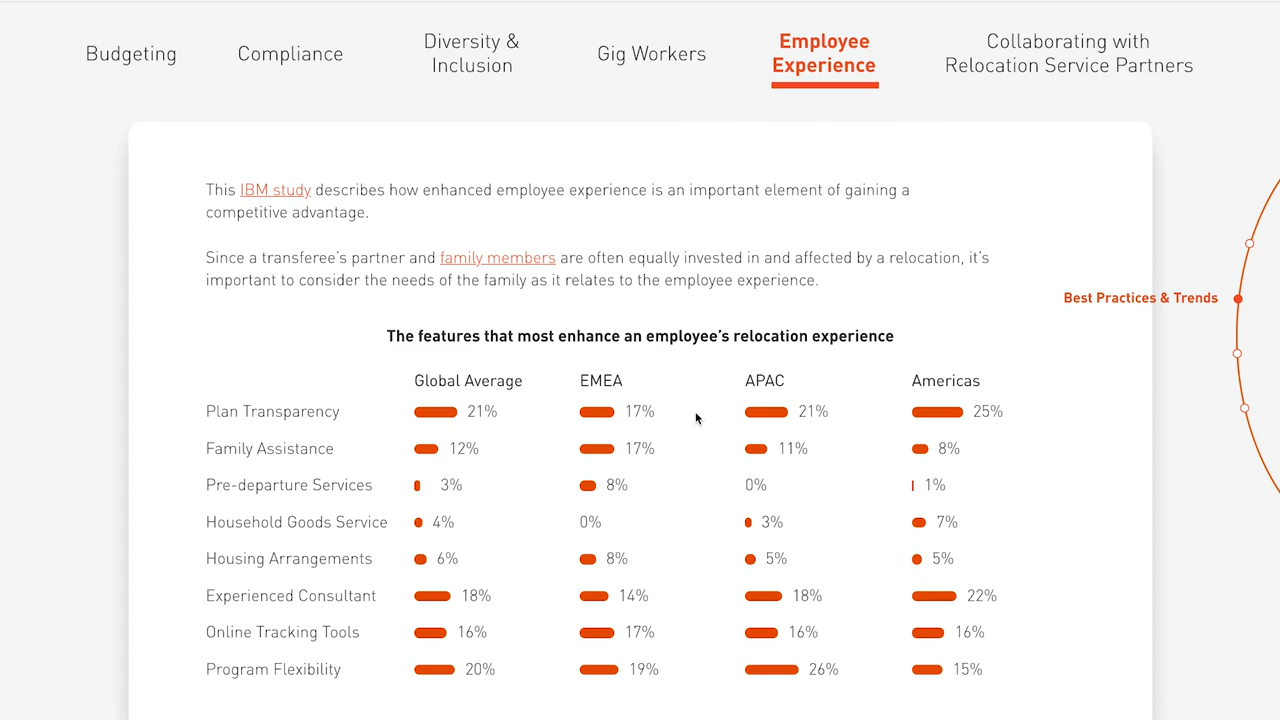 Budgeting
Compliance
Diversity &
Inclusion
Gig Workers
Employee
Experience
Collaborating with
Relocation Service Partners
This IBM study describes how enhanced employee experience is an important element of gaining a
competitive advantage.
Since a transferee's partner and family members are often equally invested in and affected by a relocation, it's
important to consider the needs of the family as it relates to the employee experience.
Best Practices & Trends
The features that most enhance an employee's relocation experience
Global Average EMEA APAC Americas
Plan Transparency 21% 17% 21% 25%
Family Assistance 12% 17% 11% 8%
Pre-departure Services 3% 8% 0% 1%
Household Goods Service 4% 0% 3% 7%
Housing Arrangements 6% 8% 5% 5%
Experienced Consultant 18% 14% 18% 22%
Online Tracking Tools 16% 17% 16% 16%
Program Flexibility 20% 19% 26% 15%